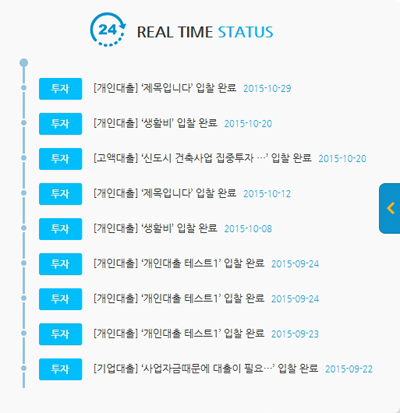 24
REAL TIME STATUS
투자 [개인대출] ‘제목입니다’ 입찰 완료 2015-10-29
투자 [개인대출] ‘생활비’ 입찰 완료 2015-10-20
투자 [고액대출] ‘신도시 건축사업 집중투자 …’ 입찰 완료 2015-10-20
투자 [개인대출] ‘제목입니다’ 입찰 완료 2015-10-12
투자 [개인대출] ‘생활비’ 입찰 완료 2015-10-08
투자 [개인대출] ‘개인대출 테스트1’ 입찰 완료 2015-09-24
투자 [개인대출] ‘개인대출 테스트1’ 입찰 완료 2015-09-24
투자 [개인대출] ‘개인대출 테스트1’ 입찰 완료 2015-09-23
투자 [기업대출] ‘사업자금때문에 대출이 필요…’ 입찰 완료 2015-09-22